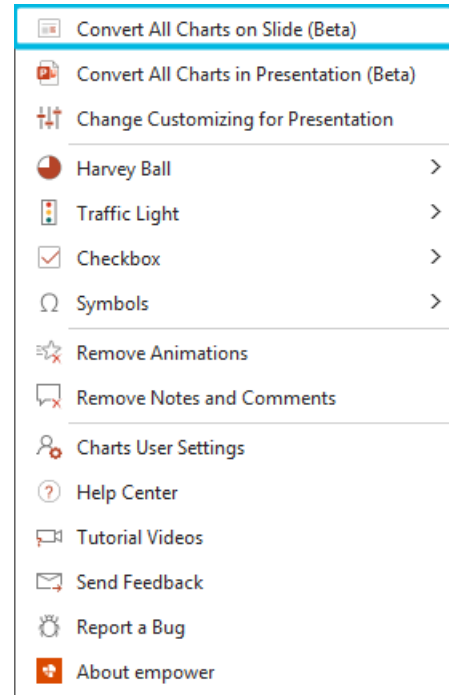 Convert All Charts on Slide (Beta)
Convert All Charts in Presentation (Beta)
Change Customizing for Presentation
Harvey Ball
Traffic Light
Checkbox
Symbols
Remove Animations
Remove Notes and Comments
Charts User Settings
Help Center
Tutorial Videos
Send Feedback
Report a Bug
About empower